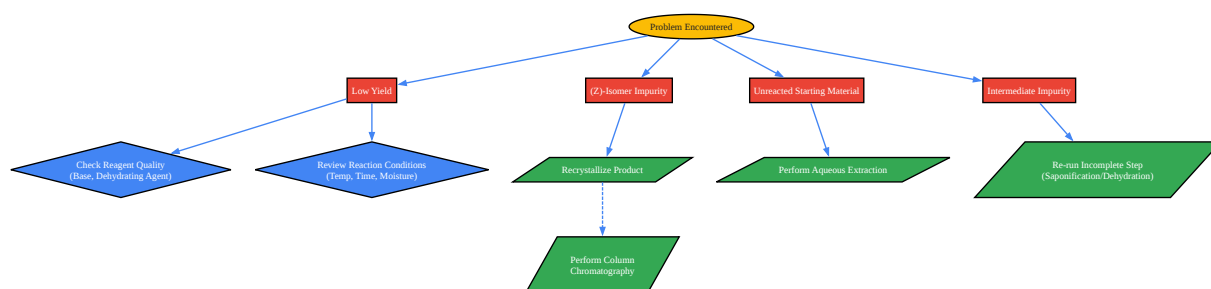 Problem Encountered
Low Yield
(Z)-Isomer Impurity
Unreacted Starting Material
Intermediate Impurity
Check Reagent Quality
(Base, Dehydrating Agent)
Review Reaction Conditions
(Temp, Time, Moisture)
Recrystallize Product
Perform Aqueous Extraction
Re-run Incomplete Step
(Saponification/Dehydration)
Perform Column
Chromatography